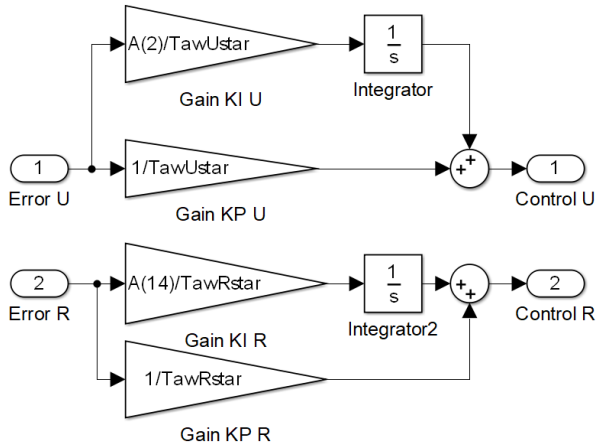 A(2)/TawUstar
1
s
Gain KI U
Integrator
1
1/TawUstar
+
+
1
Error U
Gain KP U
Control U
2
A(14)/TawRstar
1
s
+
+
2
Error R
Gain KI R
Integrator2
Control R
1/TawRstar
Gain KP R